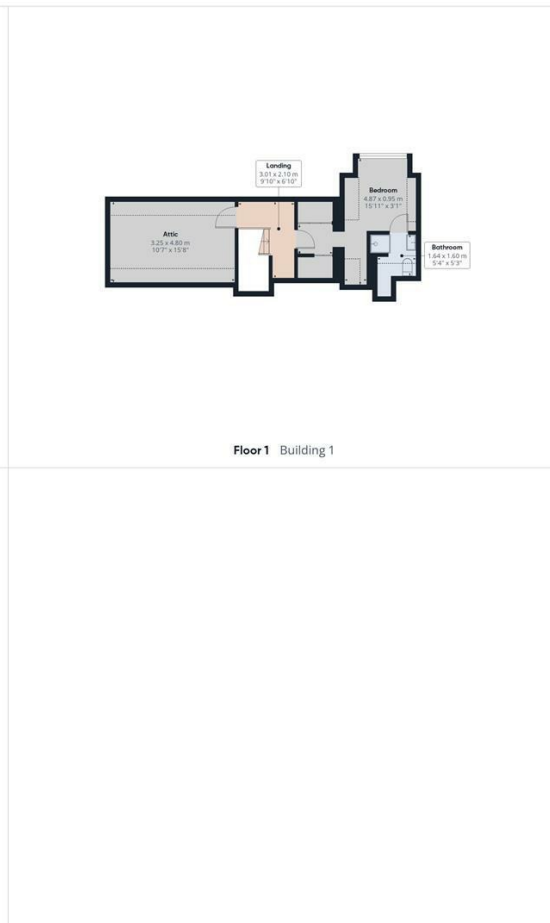 Landing
3.01 x 2.10 m
9'10" x 6'10"
Bedroom
4.87 x 0.95 m
15'11" x 3'1"
Attic
3.25 x 4.80 m
10'7" x 15'8"
Bathroom
1.64 x 1.60 m
5'4" x 5'3"
Floor 1 Building 1